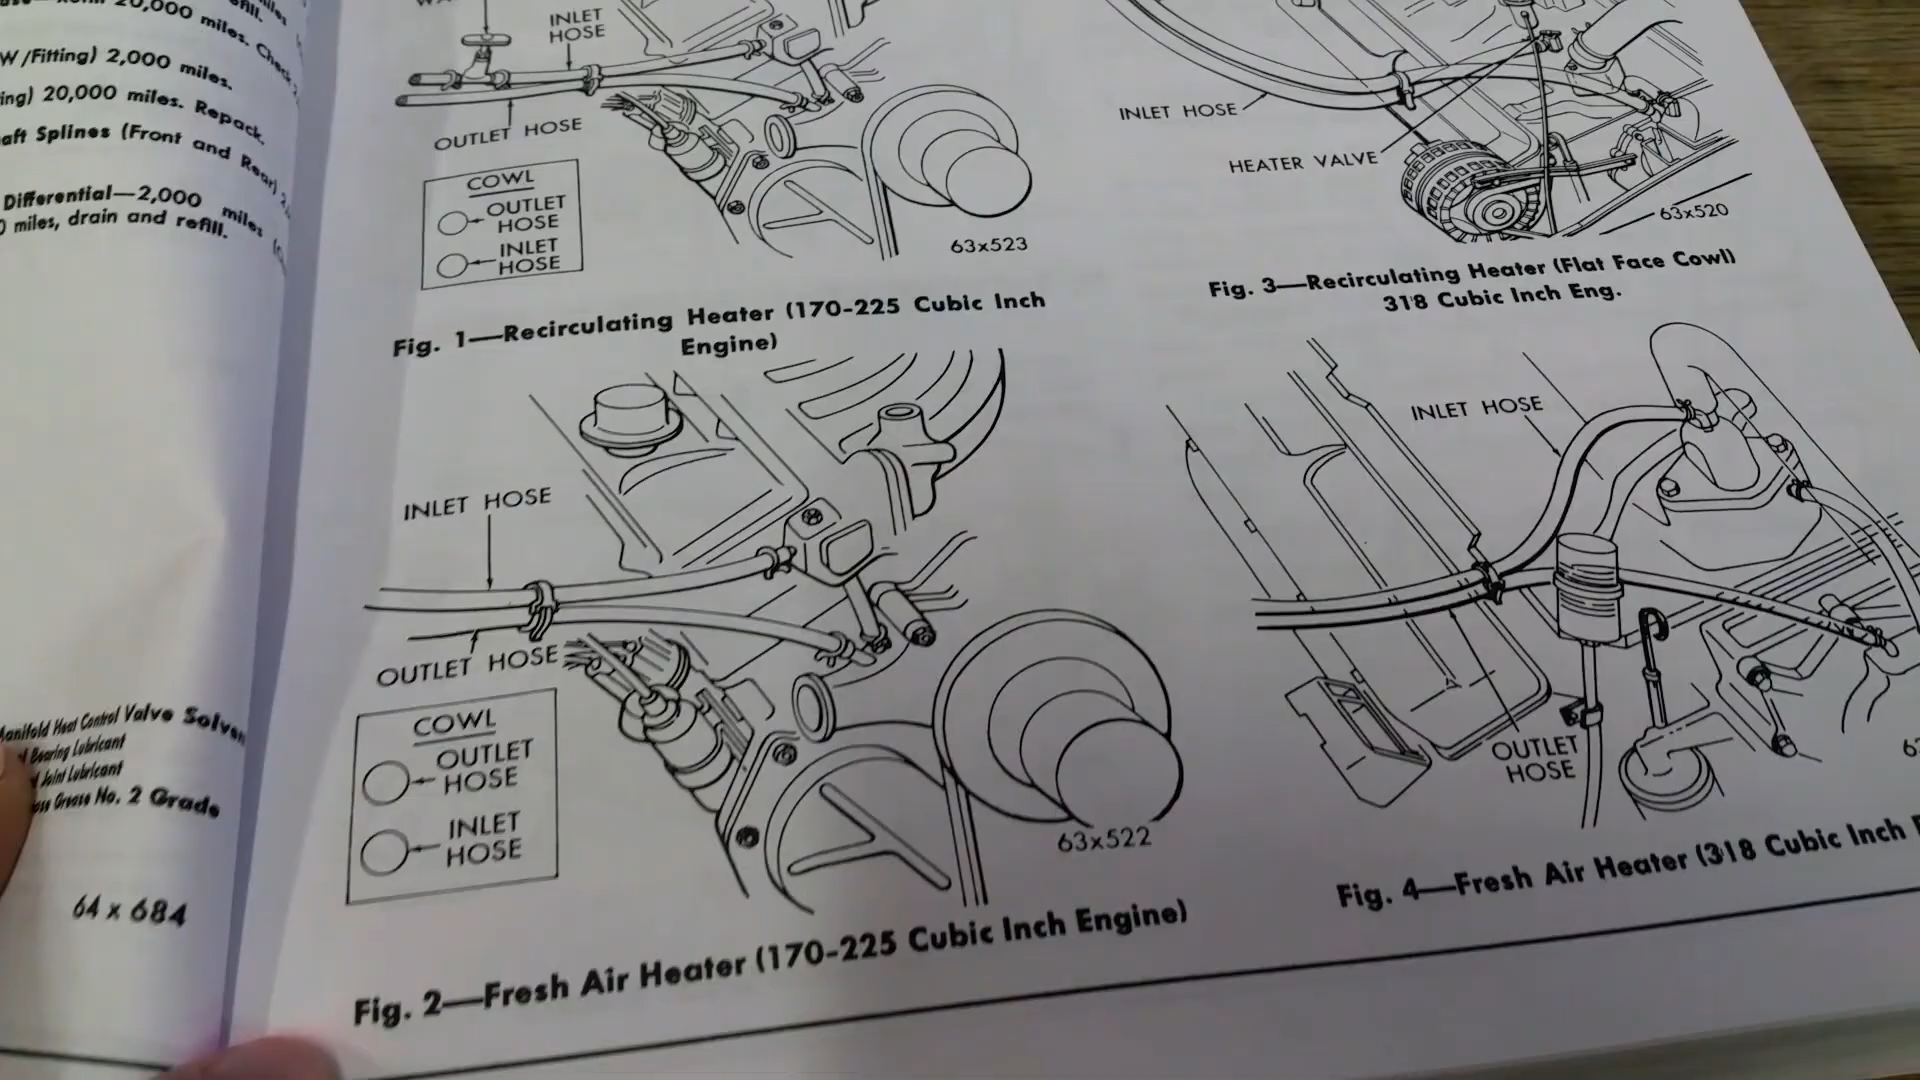 20,000 miles. Check
W/Fitting) 2,000 miles.
ing) 20,000 miles. Repack.
aft Splines (Front and Rear)
Differential—2,000 miles
miles, drain and refill.
Manifold Heat Control Valve Solven
Bearing Lubricant
Joint Lubricant
Grease No. 2 Grade
64 x 684
INLET
HOSE
OUTLET HOSE
COWL
OUTLET
HOSE
INLET
HOSE
63x523
Fig. 1—Recirculating Heater (170-225 Cubic Inch
Engine)
INLET HOSE
OUTLET HOSE
COWL
OUTLET
HOSE
INLET
HOSE
63x522
Fig. 2—Fresh Air Heater (170-225 Cubic Inch Engine)
INLET HOSE
HEATER VALVE
63x520
Fig. 3—Recirculating Heater (Flat Face Cowl)
318 Cubic Inch Eng.
INLET HOSE
OUTLET
HOSE
Fig. 4—Fresh Air Heater (318 Cubic Inch